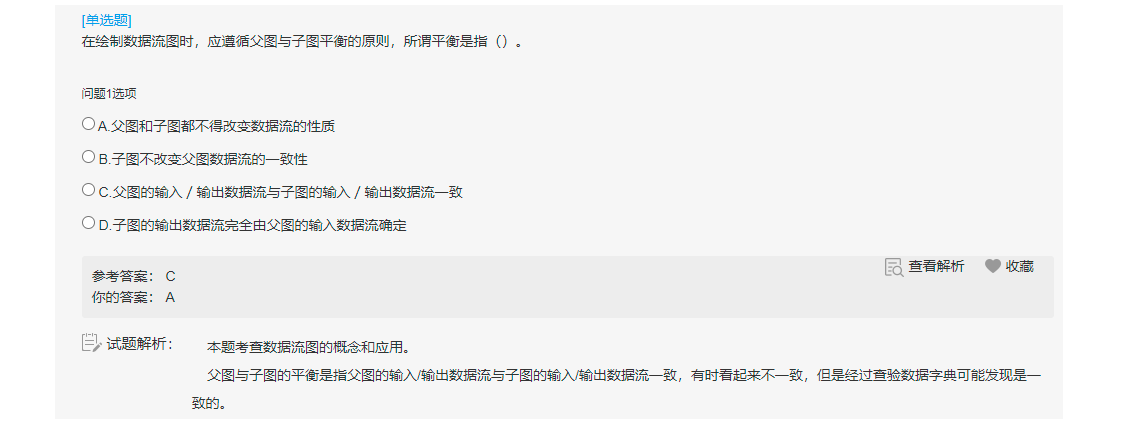 [单选题]
在绘制数据流图时，应遵循父图与子图平衡的原则，所谓平衡是指（）。
问题1选项
A.父图和子图都不得改变数据流的性质
B.子图不改变父图数据流的一致性
C.父图的输入／输出数据流与子图的输入／输出数据流一致
D.子图的输出数据流完全由父图的输入数据流确定
参考答案： C
查看解析 收藏
你的答案： A
试题解析： 本题考查数据流图的概念和应用。
父图与子图的平衡是指父图的输入/输出数据流与子图的输入/输出数据流一致，有时看起来不一致，但是经过查验数据字典可能发现是一
致的。